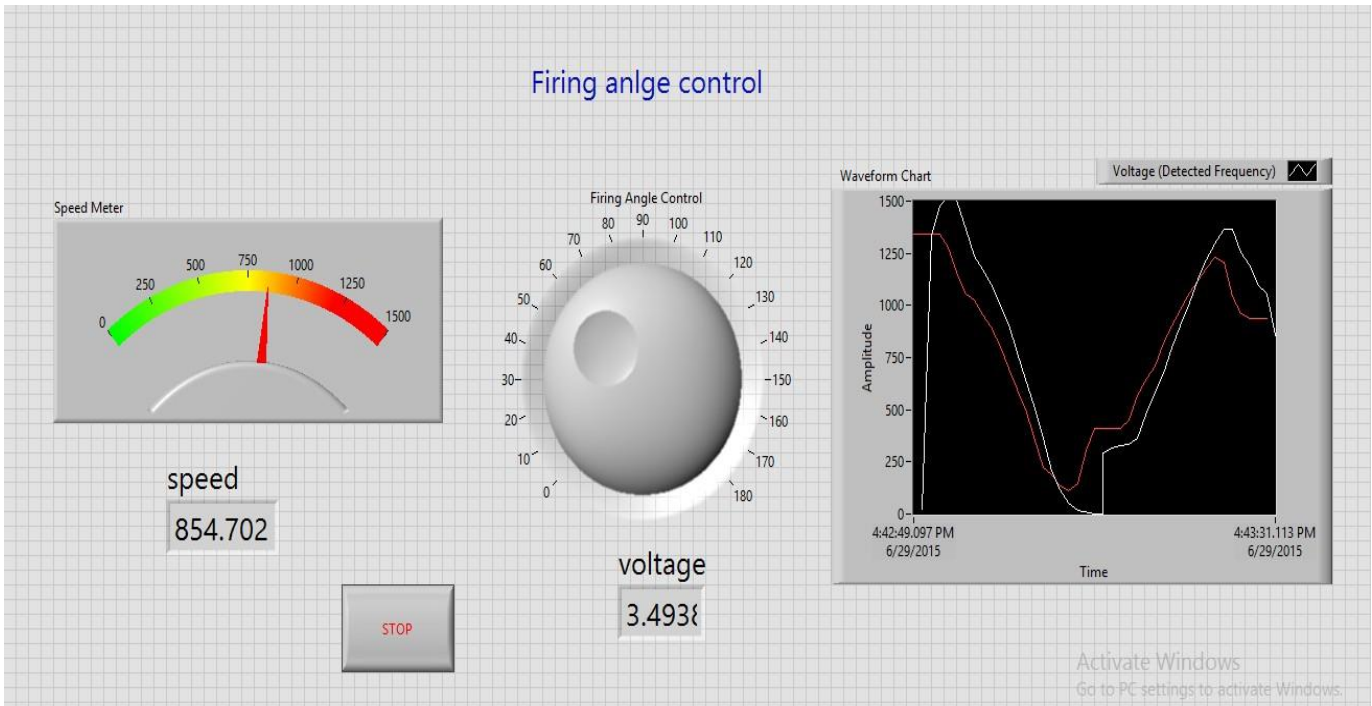 Firing anlge control
Speed Meter
0 250 500 750 1000 1250 1500
speed
854.702
STOP
Firing Angle Control
0 10 20 30 40 50 60 70 80 90 100 110 120 130 140 150 160 170 180
voltage
3.4938
Voltage (Detected Frequency)
Waveform Chart
1500
1250
1000
750
500
250
0
Amplitude
4:42:49.097 PM 4:43:31.113 PM
6/29/2015 6/29/2015
Time
Activate Windows
Go to PC settings to activate Windows.